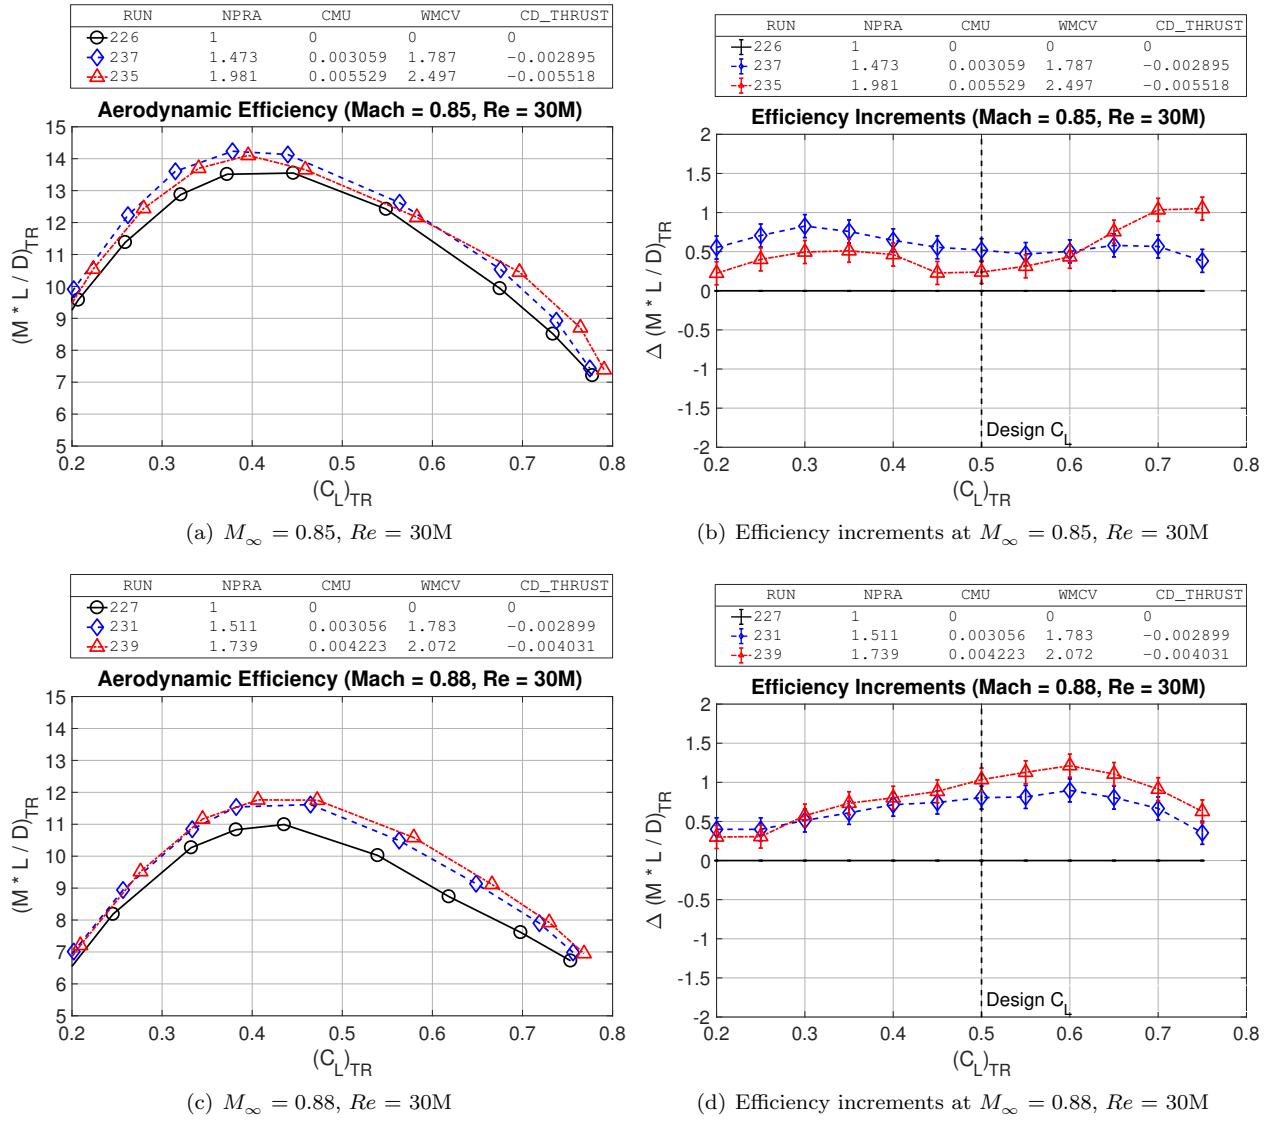 RUN NPRA CMU WMCV CD_THRUST
226 1 0 0 0
237 1.473 0.003059 1.787 -0.002895
235 1.981 0.005529 2.497 -0.005518
Aerodynamic Efficiency (Mach = 0.85, Re = 30M)
15
14
13
12
11
10
9
8
7
6
5
(M * L / D)TR
0.2 0.3 0.4 0.5 0.6 0.7 0.8
(CL)TR
(a) M∞ = 0.85, Re = 30M
RUN NPRA CMU WMCV CD_THRUST
226 1 0 0 0
237 1.473 0.003059 1.787 -0.002895
235 1.981 0.005529 2.497 -0.005518
Efficiency Increments (Mach = 0.85, Re = 30M)
2
1.5
1
0.5
0
-0.5
-1
-1.5
-2
Δ (M * L / D)TR
Design CL
0.2 0.3 0.4 0.5 0.6 0.7 0.8
(CL)TR
(b) Efficiency increments at M∞ = 0.85, Re = 30M
RUN NPRA CMU WMCV CD_THRUST
227 1 0 0 0
231 1.511 0.003056 1.783 -0.002899
239 1.739 0.004223 2.072 -0.004031
Aerodynamic Efficiency (Mach = 0.88, Re = 30M)
15
14
13
12
11
10
9
8
7
6
5
(M * L / D)TR
0.2 0.3 0.4 0.5 0.6 0.7 0.8
(CL)TR
(c) M∞ = 0.88, Re = 30M
RUN NPRA CMU WMCV CD_THRUST
227 1 0 0 0
231 1.511 0.003056 1.783 -0.002899
239 1.739 0.004223 2.072 -0.004031
Efficiency Increments (Mach = 0.88, Re = 30M)
2
1.5
1
0.5
0
-0.5
-1
-1.5
-2
Δ (M * L / D)TR
Design CL
0.2 0.3 0.4 0.5 0.6 0.7 0.8
(CL)TR
(d) Efficiency increments at M∞ = 0.88, Re = 30M